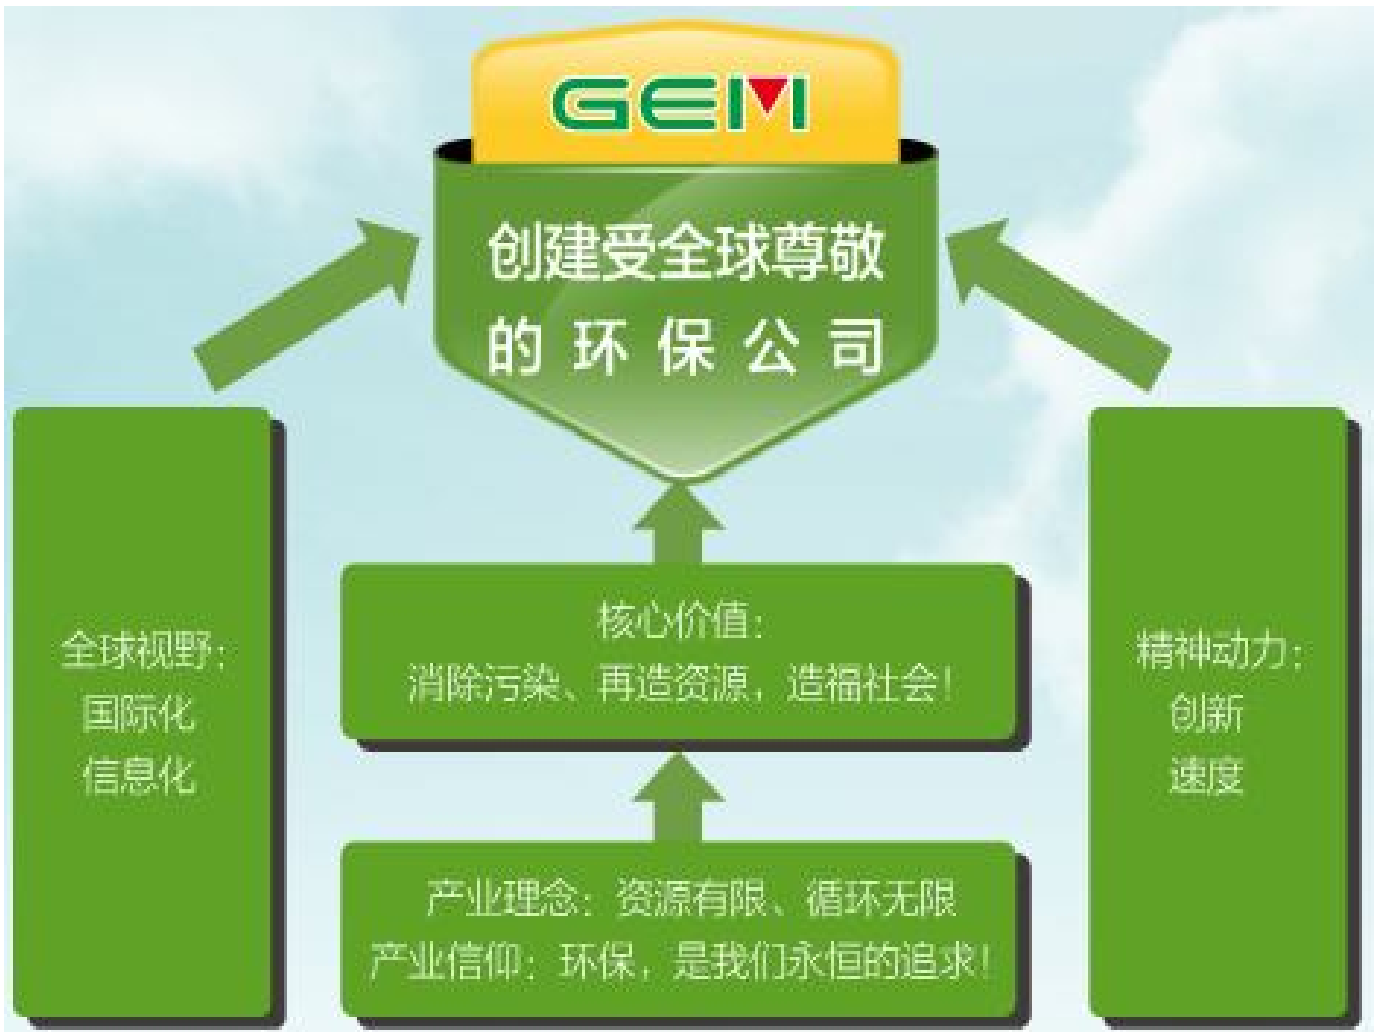 GEM
创建受全球尊敬
的环保公司
全球视野：
国际化
信息化
核心价值：
消除污染、再造资源，造福社会！
产业理念：资源有限、循环无限
产业信仰：环保，是我们永恒的追求！
精神动力：
创新
速度